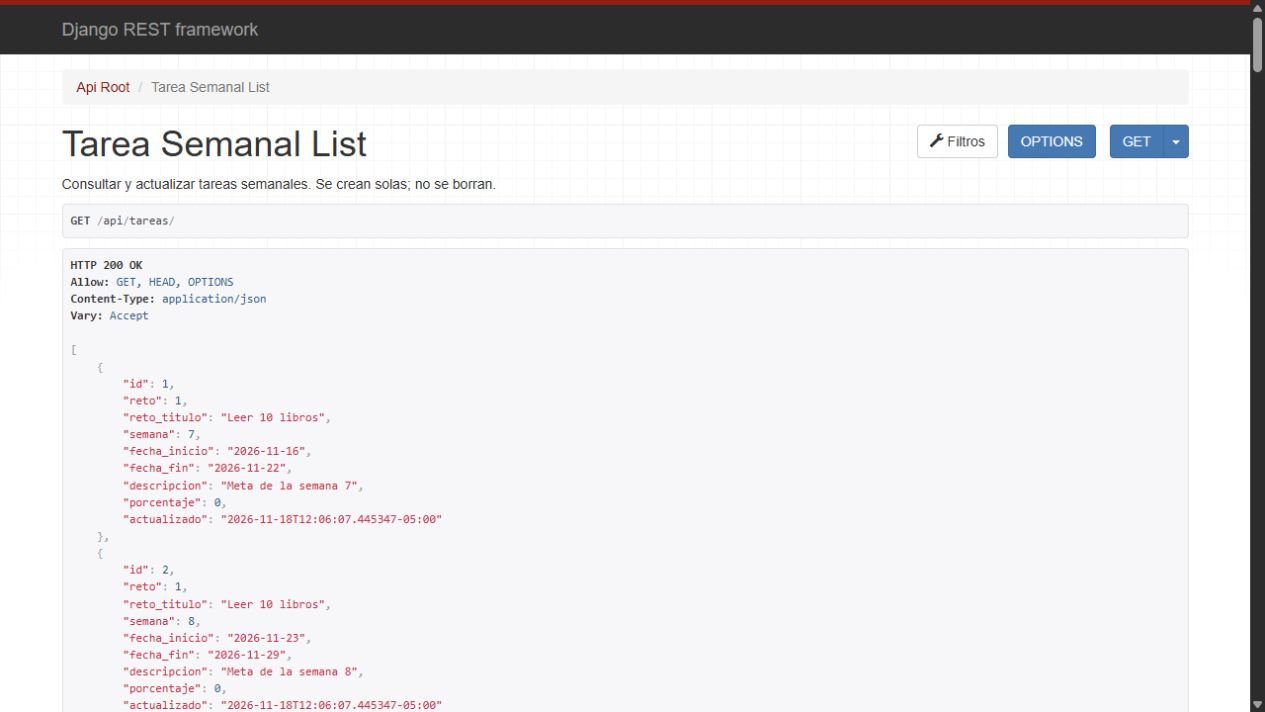 Django REST framework
Api Root / Tarea Semanal List
Tarea Semanal List
Filtros
OPTIONS
GET
Consultar y actualizar tareas semanales. Se crean solas; no se borran.
GET /api/tareas/
HTTP 200 OK
Allow: GET, HEAD, OPTIONS
Content-Type: application/json
Vary: Accept
[
    {
        "id": 1,
        "reto": 1,
        "reto_titulo": "Leer 10 libros",
        "semana": 7,
        "fecha_inicio": "2026-11-16",
        "fecha_fin": "2026-11-22",
        "descripcion": "Meta de la semana 7",
        "porcentaje": 0,
        "actualizado": "2026-11-18T12:06:07.445347-05:00"
    },
    {
        "id": 2,
        "reto": 1,
        "reto_titulo": "Leer 10 libros",
        "semana": 8,
        "fecha_inicio": "2026-11-23",
        "fecha_fin": "2026-11-29",
        "descripcion": "Meta de la semana 8",
        "porcentaje": 0,
        "actualizado": "2026-11-18T12:06:07.445347-05:00"